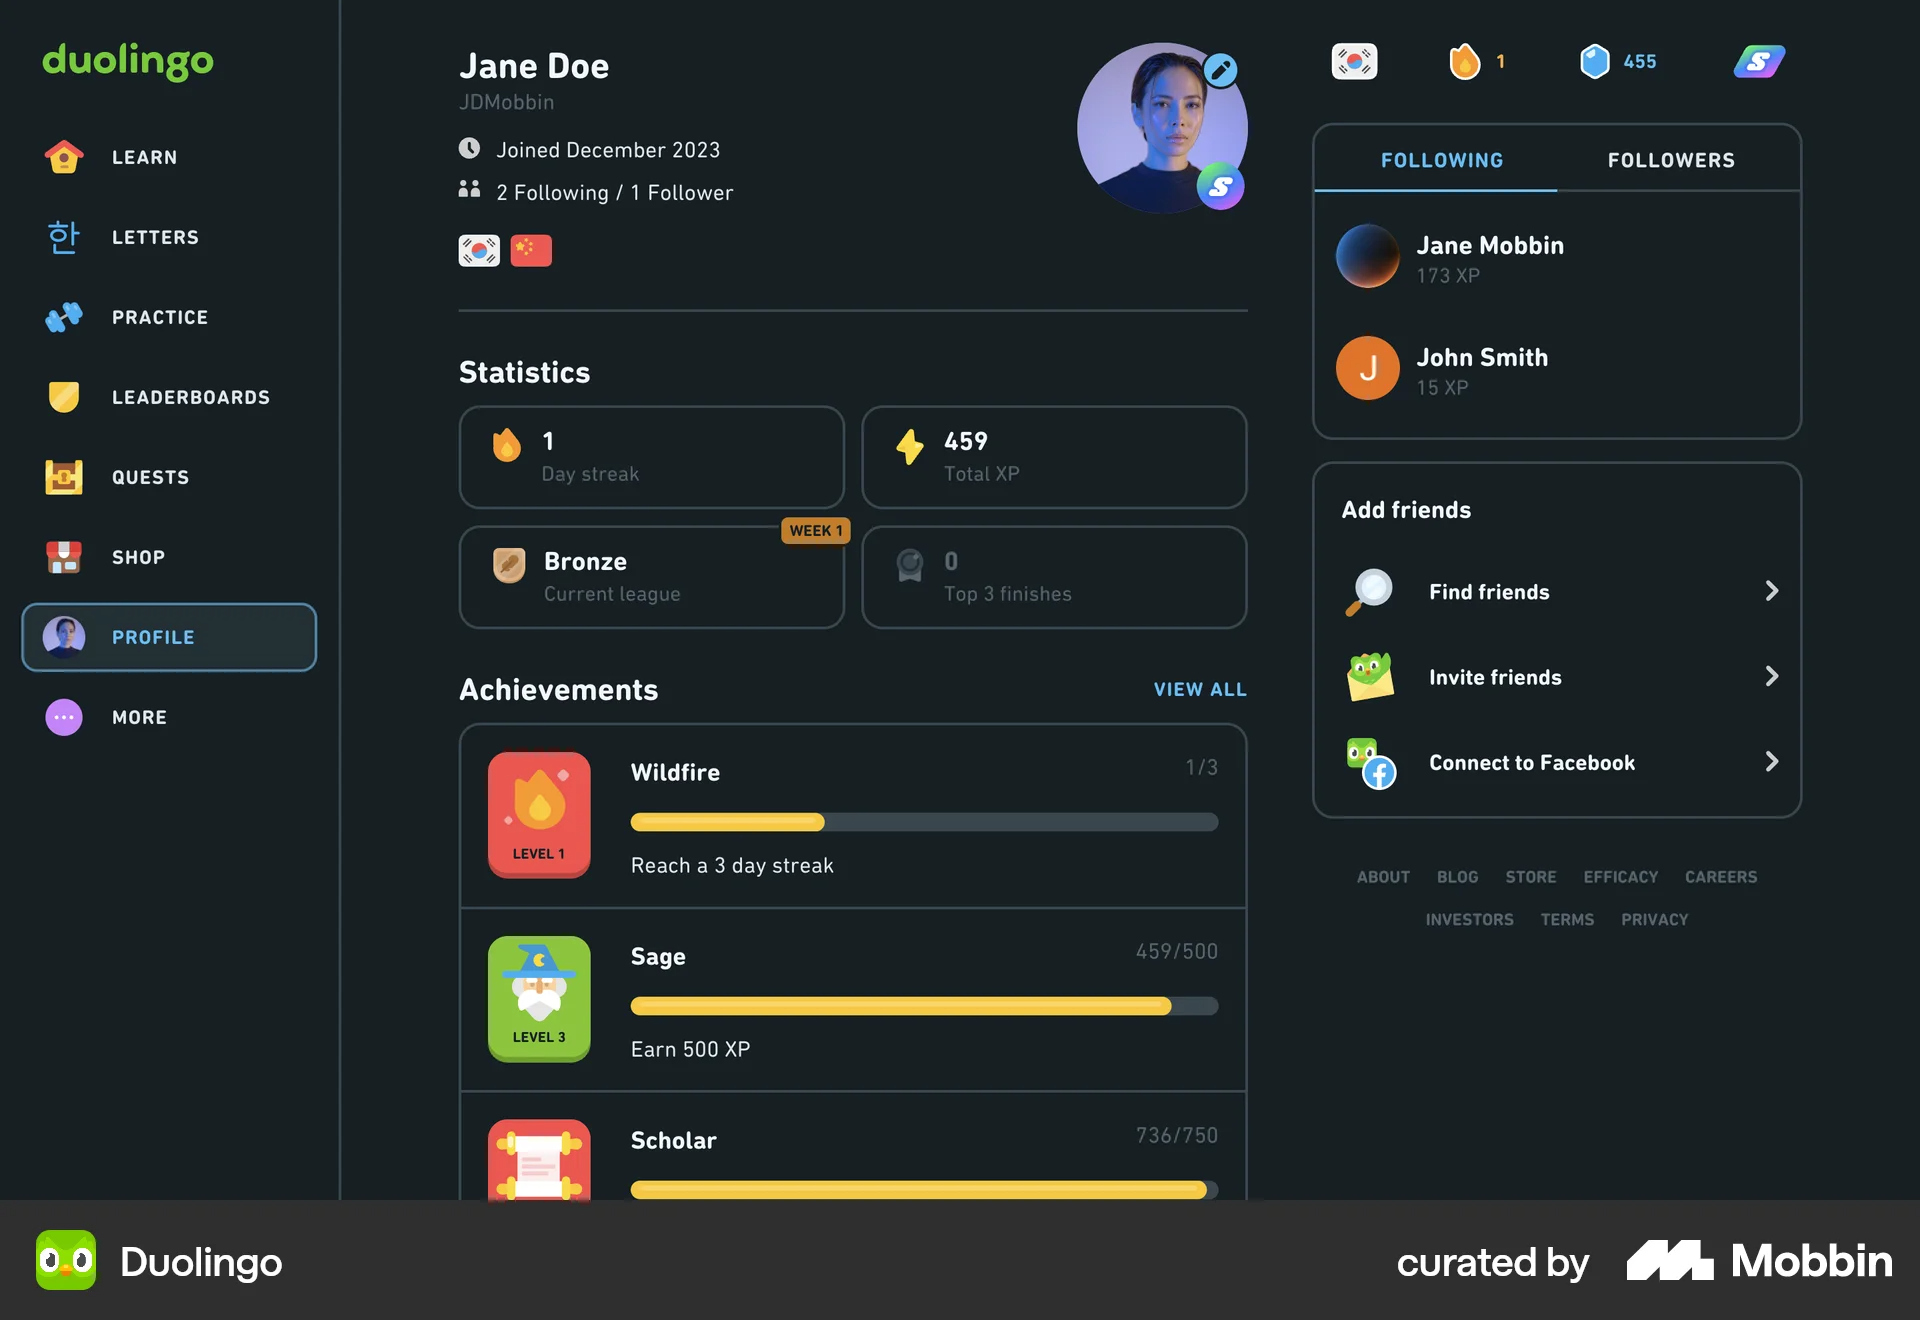 duolingo
LEARN
한
LETTERS
PRACTICE
LEADERBOARDS
QUESTS
SHOP
PROFILE
MORE
Jane Doe
JDMobbin
Joined December 2023
2 Following / 1 Follower
Statistics
1
Day streak
459
Total XP
WEEK 1
Bronze
Current league
0
Top 3 finishes
Achievements
VIEW ALL
Wildfire
1/3
LEVEL 1
Reach a 3 day streak
Sage
459/500
LEVEL 3
Earn 500 XP
Scholar
736/750
1
455
S
S
FOLLOWING
FOLLOWERS
Jane Mobbin
173 XP
J
John Smith
15 XP
Add friends
Find friends
Invite friends
Connect to Facebook
ABOUT BLOG STORE EFFICACY CAREERS
INVESTORS TERMS PRIVACY
Duolingo
curated by Mobbin